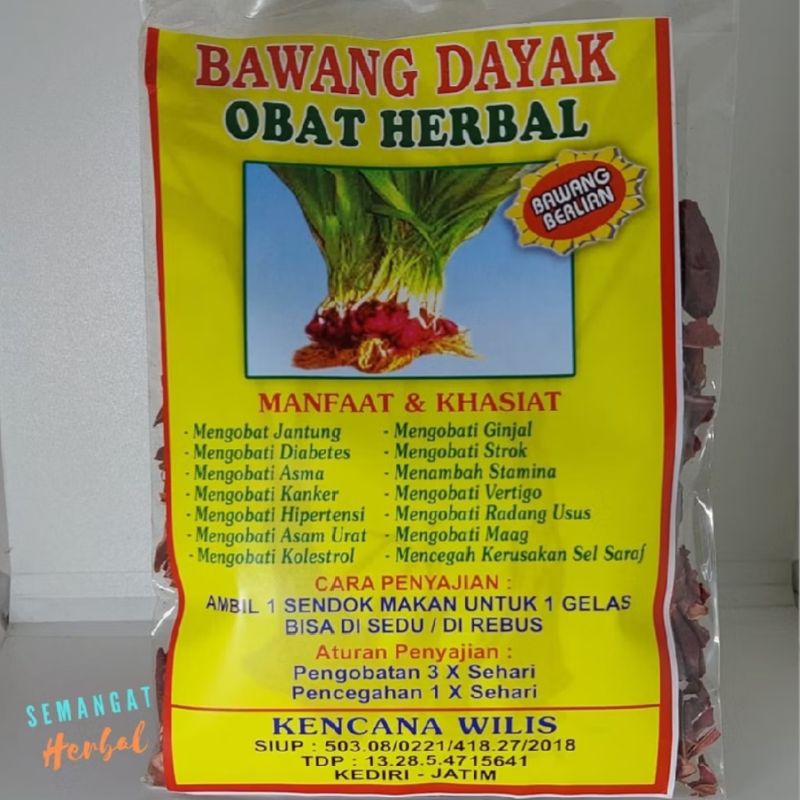 BAWANG DAYAK
OBAT HERBAL
BAWANG
BERLIAN
MANFAAT & KHASIAT
- Mengobat Jantung
- Mengobati Diabetes
- Mengobati Asma
- Mengobati Kanker
- Mengobati Hipertensi
- Mengobati Asam Urat
- Mengobati Kolestrol
- Mengobati Ginjal
- Mengobati Strok
- Menambah Stamina
- Mengobati Vertigo
- Mengobati Radang Usus
- Mengobati Maag
- Mencegah Kerusakan Sel Saraf
CARA PENYAJIAN :
AMBIL 1 SENDOK MAKAN UNTUK 1 GELAS
BISA DI SEDU / DI REBUS
Aturan Penyajian :
Pengobatan 3 X Sehari
Pencegahan 1 X Sehari
KENCANA WILIS
SIUP : 503.08/0221/418.27/2018
TDP : 13.28.5.4715641
KEDIRI - JATIM
SEMANGAT
Herbal